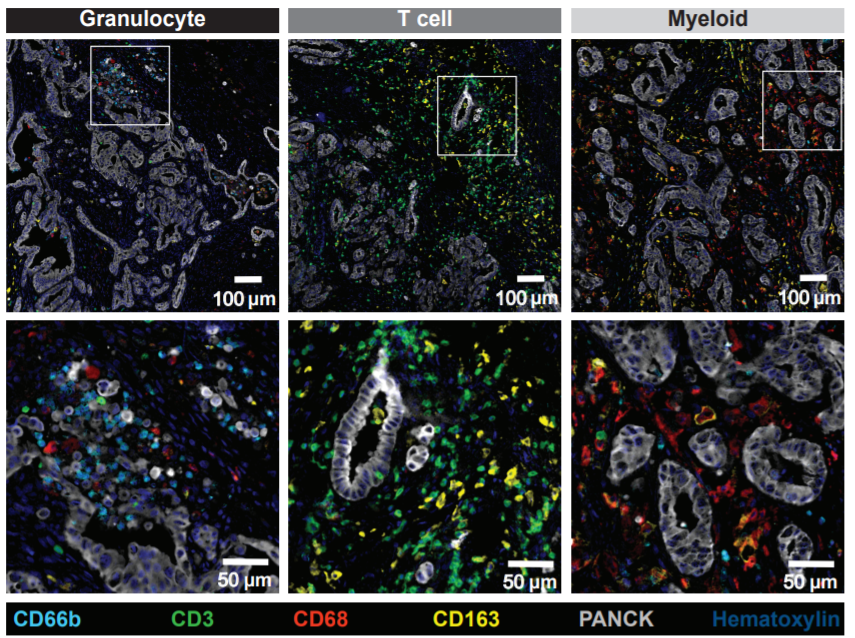 Granulocyte T cell Myeloid
100 µm 100 µm 100 µm
50 µm 50 µm 50 µm
CD66b CD3 CD68 CD163 PANCK Hematoxylin